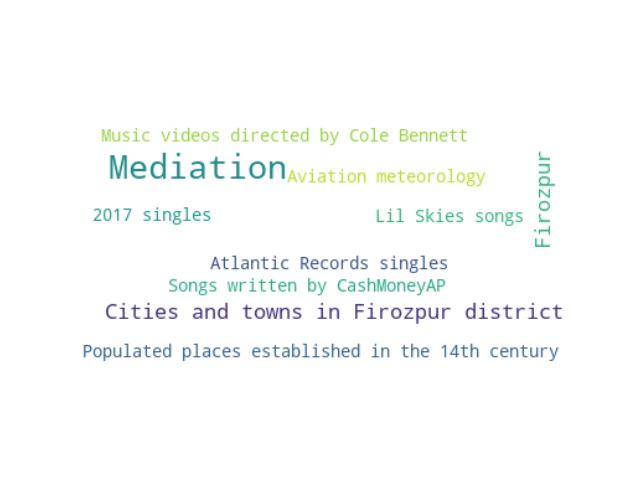 Music videos directed by Cole Bennett
Mediation
Aviation meteorology
Firozpur
2017 singles
Lil Skies songs
Atlantic Records singles
Songs written by CashMoneyAP
Cities and towns in Firozpur district
Populated places established in the 14th century